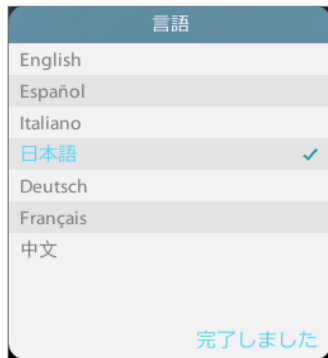 言語
English
Español
Italiano
日本語
Deutsch
Français
中文
完了しました